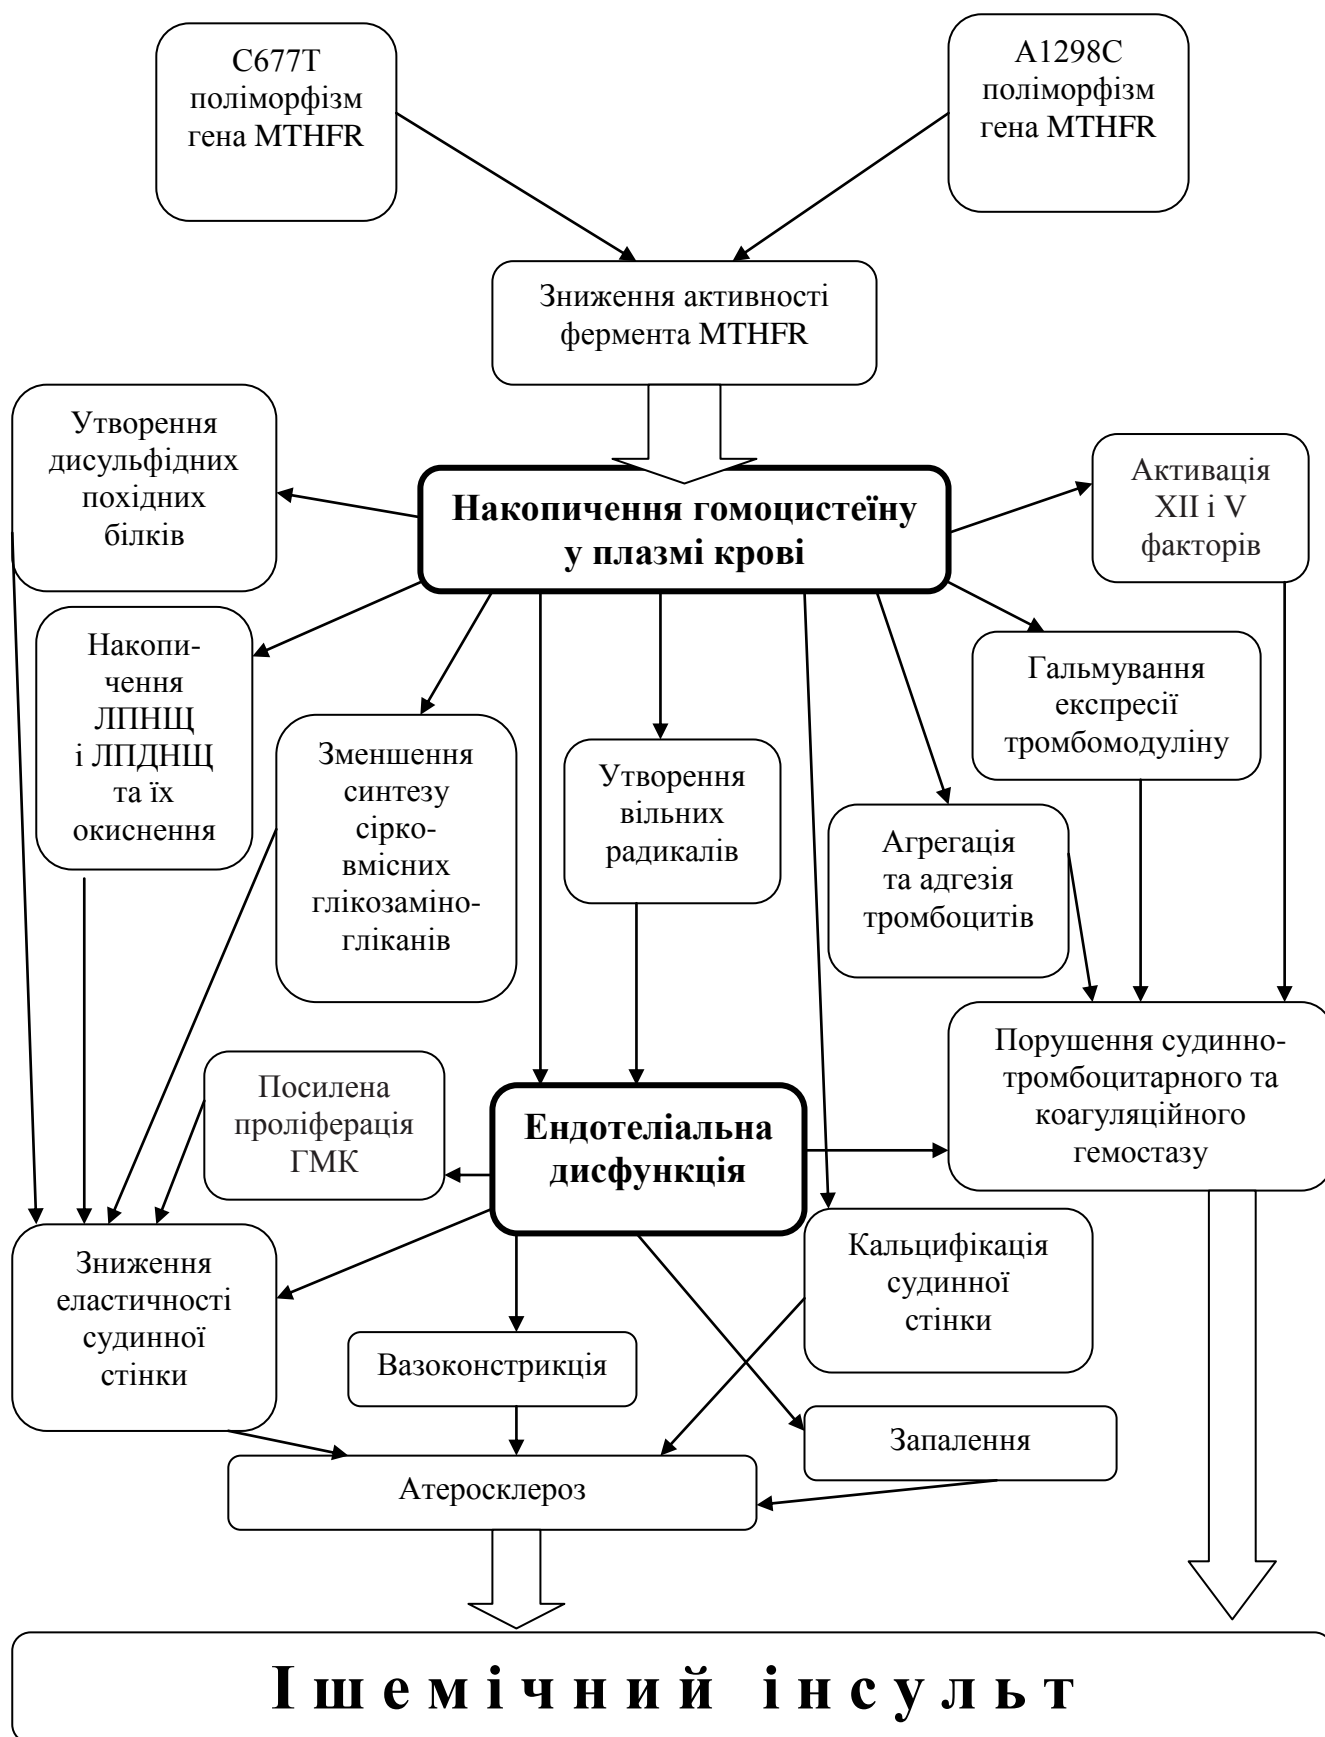 C677T
поліморфізм
гена MTHFR
A1298C
поліморфізм
гена MTHFR
Зниження активності
фермента MTHFR
Утворення
дисульфідних
похідних
білків
Накопичення гомоцистеїну
у плазмі крові
Активація
XII і V
факторів
Накопи-
чення
ЛПНЩ
і ЛПДНЩ
та їх
окиснення
Зменшення
синтезу
сірко-
вмісних
глікозаміно-
гліканів
Утворення
вільних
радикалів
Гальмування
експресії
тромбомодуліну
Агрегація
та адгезія
тромбоцитів
Посилена
проліферація
ГМК
Ендотеліальна
дисфункція
Порушення судинно-
тромбоцитарного та
коагуляційного
гемостазу
Зниження
еластичності
судинної
стінки
Кальцифікація
судинної
стінки
Вазоконстрикція
Запалення
Атеросклероз
Ішемічний інсульт